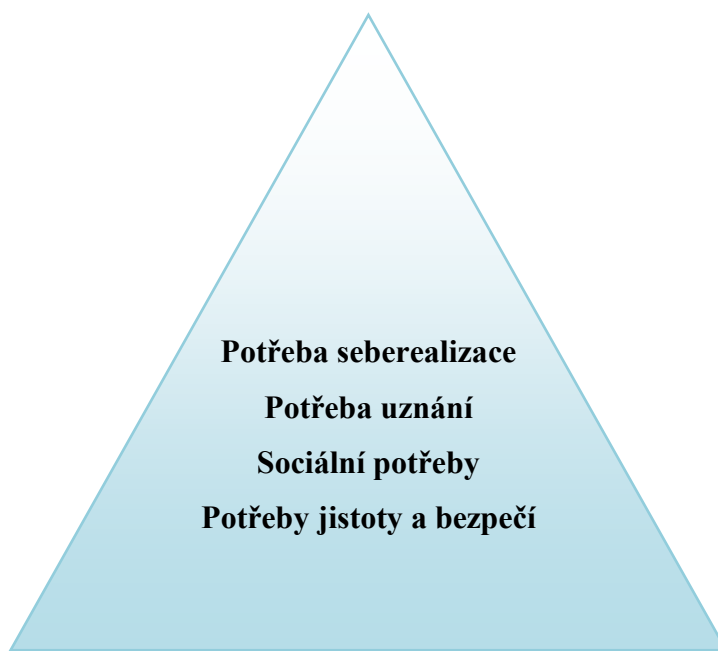 Potřeba seberealizace
Potřeba uznání
Sociální potřeby
Potřeby jistoty a bezpečí